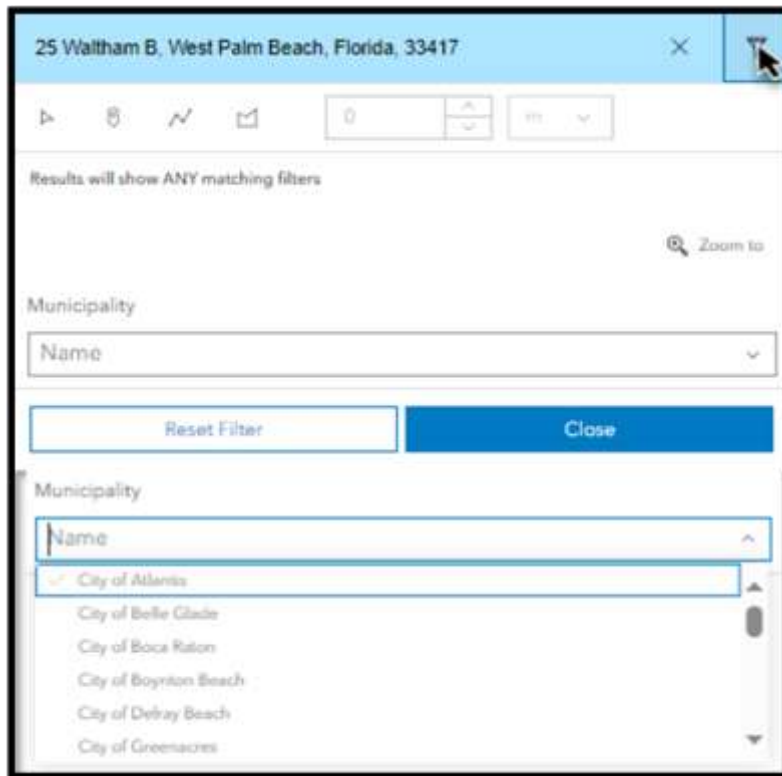 25 Waltham B, West Palm Beach, Florida, 33417
0
m
Results will show ANY matching filters
Zoom to
Municipality
Name
Reset Filter
Close
Municipality
Name
City of Atlantis
City of Belle Glade
City of Boca Raton
City of Boynton Beach
City of Delray Beach
City of Greenacres